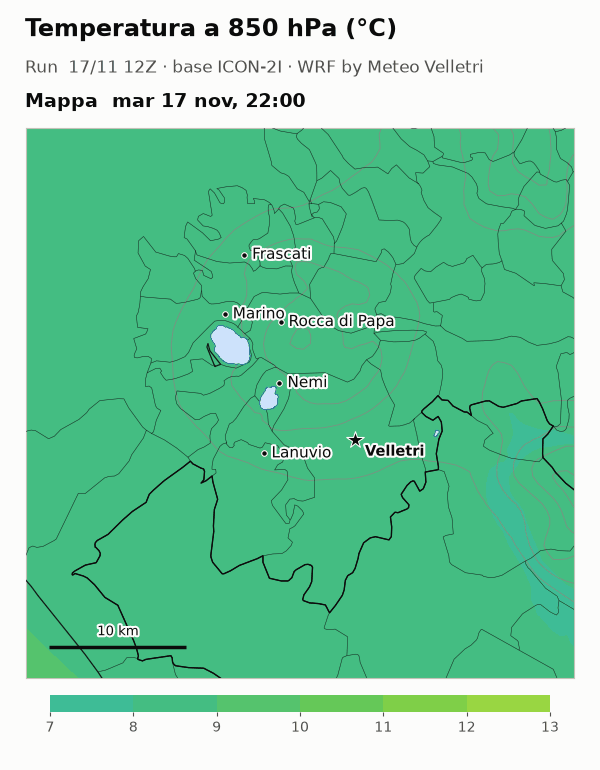 Temperatura a 850 hPa (°C)
Run  17/11 12Z · base ICON-2I · WRF by Meteo Velletri
Mappa  mar 17 nov, 22:00
Frascati
Marino
Rocca di Papa
Nemi
Velletri
Lanuvio
10 km
7 8 9 10 11 12 13